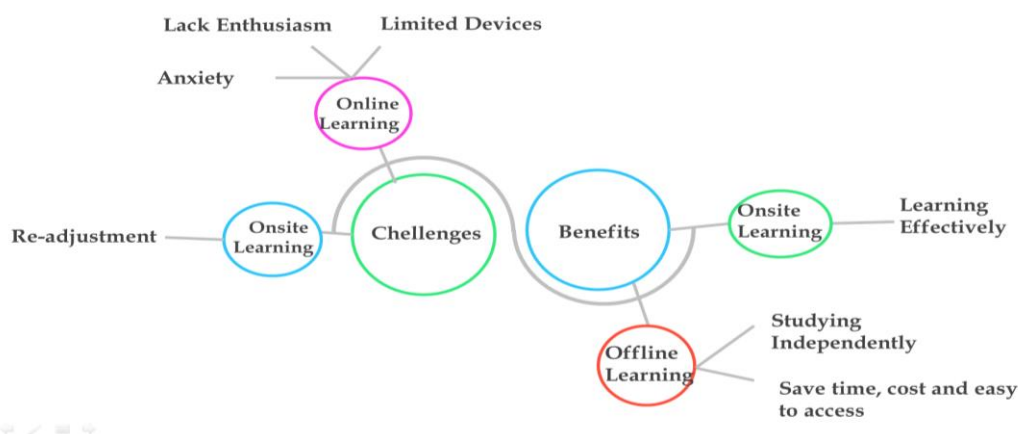 Lack Enthusiasm
Limited Devices
Anxiety
Online
Learning
Onsite
Learning
Re-adjustment
Chellenges
Benefits
Onsite
Learning
Learning
Effectively
Offline
Learning
Studying
Independently
Save time, cost and easy
to access